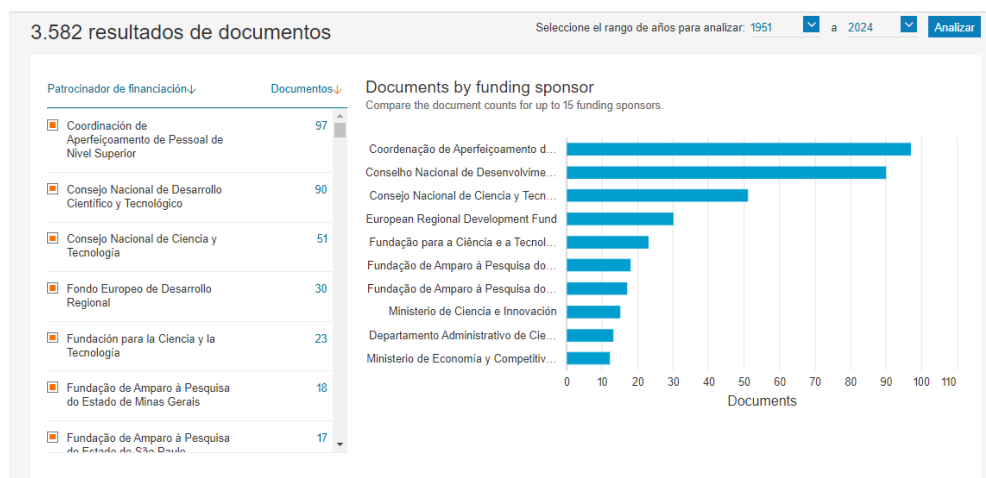 3.582 resultados de documentos
Seleccione el rango de años para analizar: 1951 a 2024 Analizar
Patrocinador de financiación↓ Documentos↓
Coordinación de 97
Aperfeiçoamento de Pessoal de
Nivel Superior
Consejo Nacional de Desarrollo 90
Científico y Tecnológico
Consejo Nacional de Ciencia y 51
Tecnología
Fondo Europeo de Desarrollo 30
Regional
Fundación para la Ciencia y la 23
Tecnología
Fundação de Amparo à Pesquisa 18
do Estado de Minas Gerais
Fundação de Amparo à Pesquisa 17
do Estado de São Paulo
Documents by funding sponsor
Compare the document counts for up to 15 funding sponsors.
Coordenação de Aperfeiçoamento d...
Conselho Nacional de Desenvolvime...
Consejo Nacional de Ciencia y Tecn...
European Regional Development Fund
Fundação para a Ciência e a Tecnol...
Fundação de Amparo à Pesquisa do...
Fundação de Amparo à Pesquisa do...
Ministerio de Ciencia e Innovación
Departamento Administrativo de Cie...
Ministerio de Economía y Competitiv...
0 10 20 30 40 50 60 70 80 90 100 110
Documents